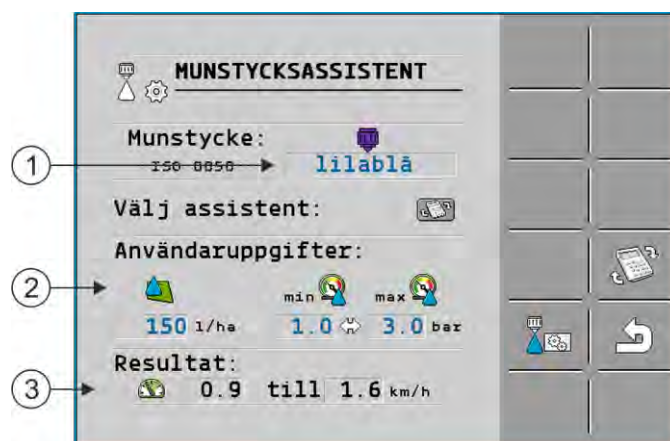 MUNSTYCKSASSISTENT
Munstycke:
1 ISO 8850 lilablå
Välj assistent:
Användaruppgifter:
2
min max
150 l/ha 1.0 3.0 bar
Resultat:
3 0.9 till 1.6 km/h